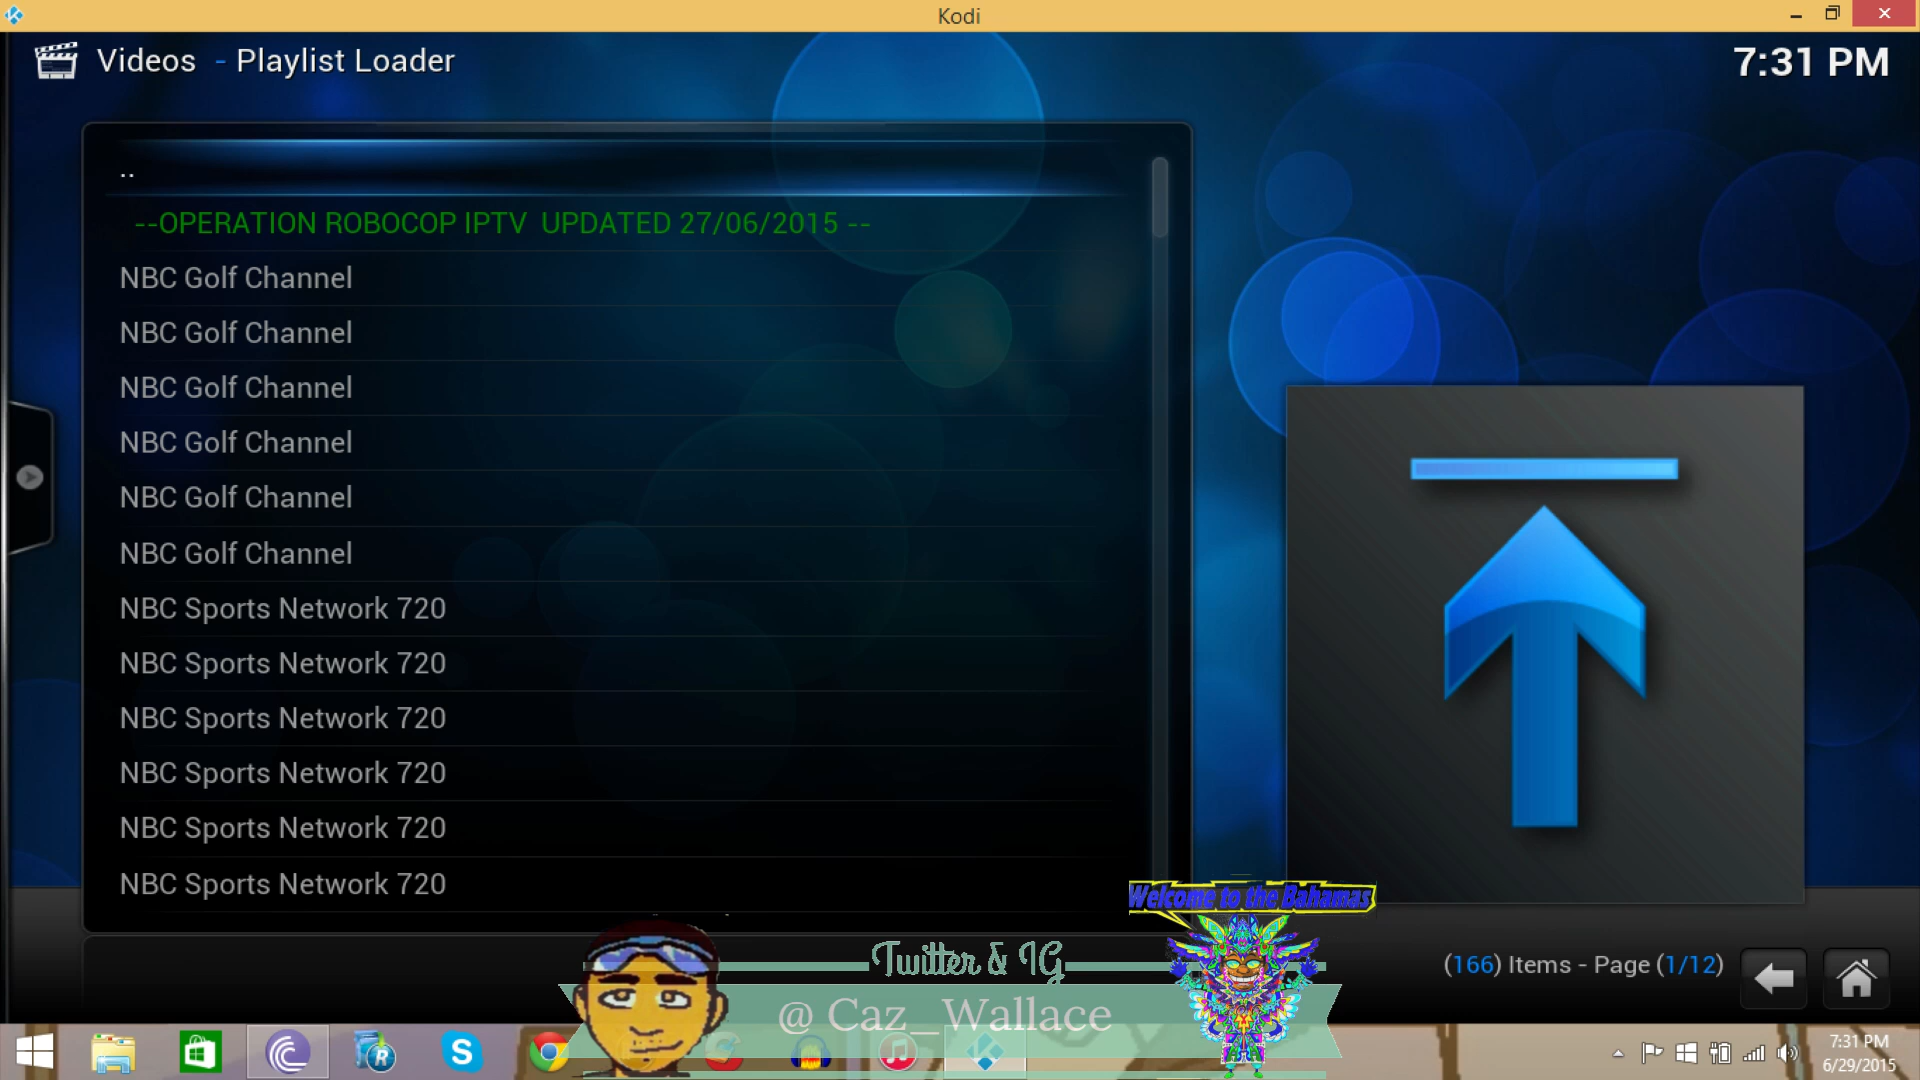 Kodi
Videos - Playlist Loader
7:31 PM
..
--OPERATION ROBOCOP IPTV UPDATED 27/06/2015 --
NBC Golf Channel
NBC Golf Channel
NBC Golf Channel
NBC Golf Channel
NBC Golf Channel
NBC Golf Channel
NBC Sports Network 720
NBC Sports Network 720
NBC Sports Network 720
NBC Sports Network 720
NBC Sports Network 720
NBC Sports Network 720
Welcome to the Bahamas
Twitter & IG
@ Caz_Wallace
(166) Items - Page (1/12)
7:31 PM
6/29/2015